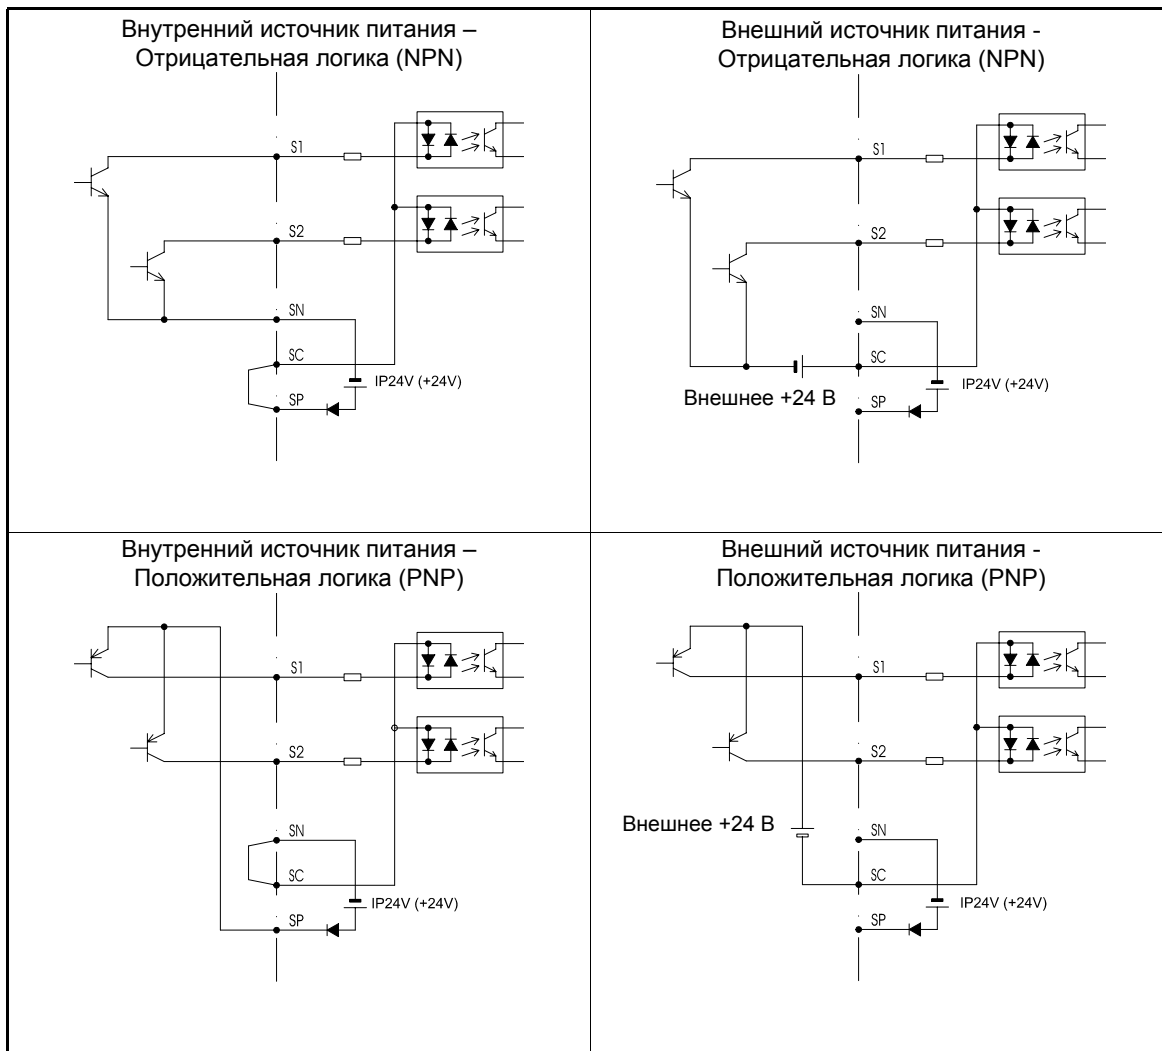 Внутренний источник питания –
Отрицательная логика (NPN)
S1
S2
SN
SC
IP24V (+24V)
SP
Внешний источник питания -
Отрицательная логика (NPN)
S1
S2
SN
SC
IP24V (+24V)
Внешнее +24 В
SP
Внутренний источник питания –
Положительная логика (PNP)
S1
S2
SN
SC
IP24V (+24V)
SP
Внешний источник питания -
Положительная логика (PNP)
S1
S2
Внешнее +24 В
SN
SC
IP24V (+24V)
SP